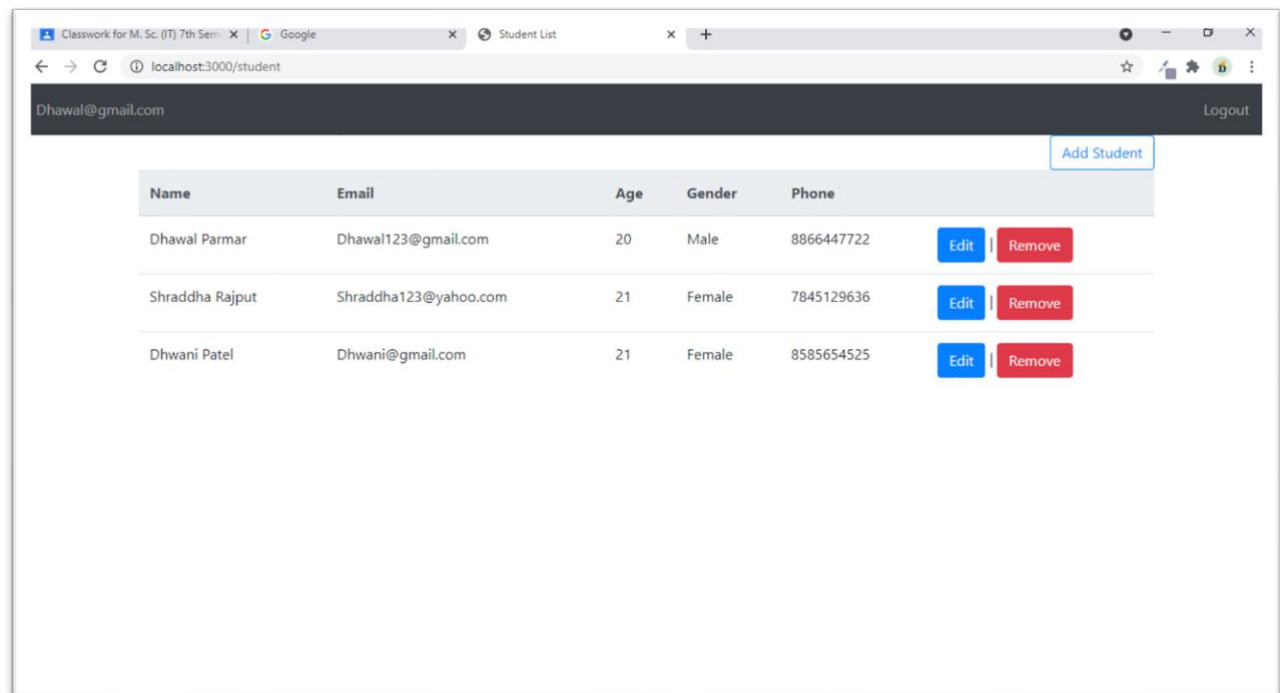 Classwork for M. Sc. (IT) 7th Sem Google Student List
localhost:3000/student
Dhawal@gmail.com Logout
Add Student
Name Email Age Gender Phone
Dhawal Parmar Dhawal123@gmail.com 20 Male 8866447722 Edit | Remove
Shraddha Rajput Shraddha123@yahoo.com 21 Female 7845129636 Edit | Remove
Dhwani Patel Dhwani@gmail.com 21 Female 8585654525 Edit | Remove